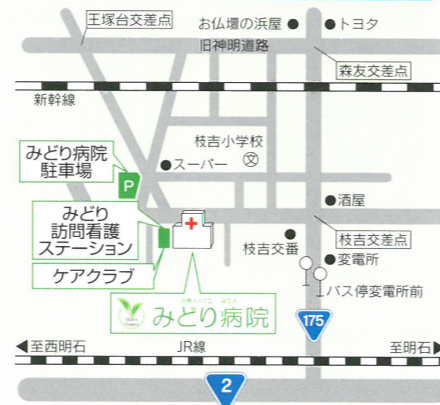 王塚台交差点
お仏壇の浜屋
トヨタ
旧神明道路
森友交差点
新幹線
枝吉小学校
文
みどり病院
駐車場
P
スーパー
みどり
訪問看護
ステーション
酒屋
枝吉交差点
枝吉交番
変電所
ケアクラブ
バス停変電所前
みどり病院
175
至西明石
JR線
至明石
2